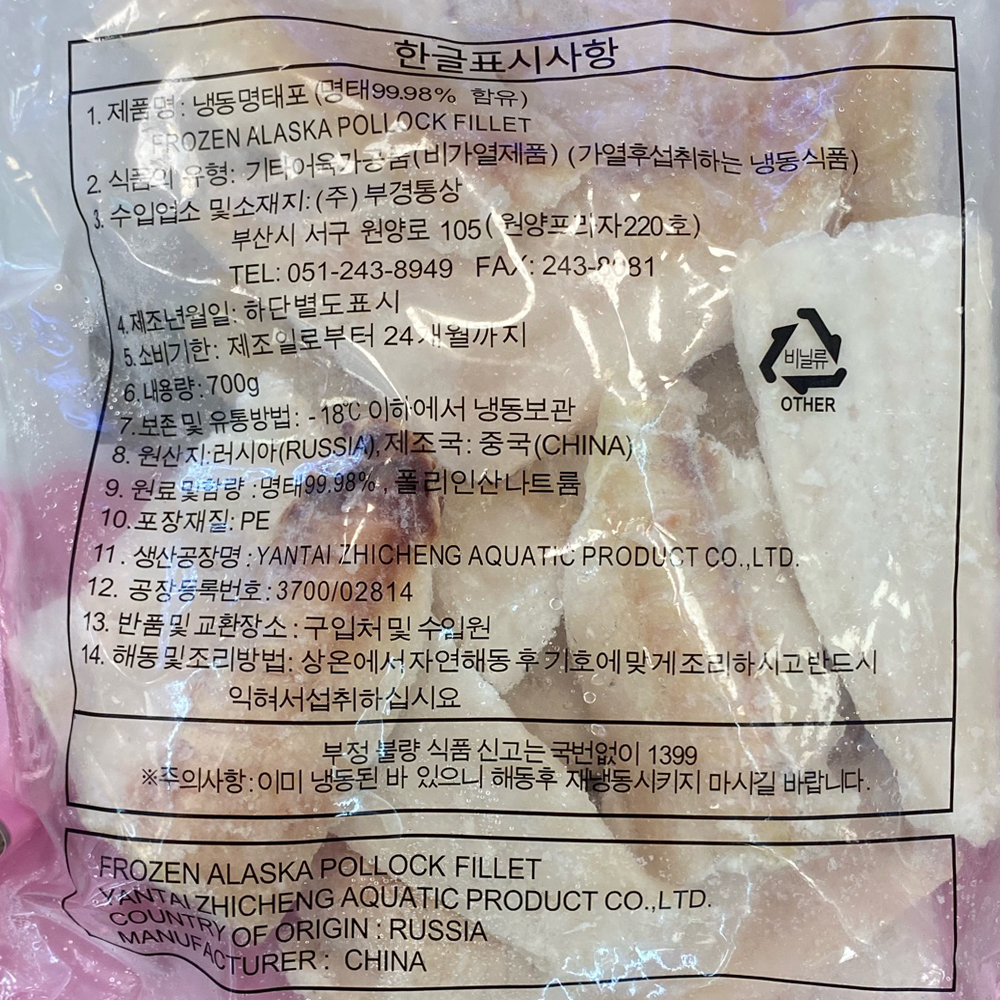 한글표시사항
1. 제품명: 냉동명태포 (명태99.98% 함유)
FROZEN ALASKA POLLOCK FILLET
2. 식품의 유형: 기타어육가공품(비가열제품) (가열후섭취하는 냉동식품)
3. 수입업소 및소재지: (주) 부경통상
부산시 서구 원양로 105 (원양프라자220호)
TEL: 051-243-8949 FAX: 243-8081
4.제조년월일: 하단별도표시
5.소비기한: 제조일로부터 24개월까지
6.내용량:700g
7.보존 및 유통방법: -18℃ 이하에서 냉동보관
8. 원산지:러시아(RUSSIA), 제조국: 중국(CHINA)
9. 원료및함량 :명태99.98% , 폴리인산나트륨
10.포장재질: PE
11. 생산공장명 :YANTAI ZHICHENG AQUATIC PRODUCT CO.,LTD.
12. 공장등록번호:3700/02814
13. 반품및 교환장소 : 구입처및 수입원
14. 해동및조리방법: 상온에서자연해동 후 기호에맞게조리하시고반드시
익혀서섭취하십시요
비닐류
OTHER
부정 불량 식품 신고는 국번없이 1399
※주의사항:이미 냉동된 바 있으니 해동후 재냉동시키지 마시길 바랍니다.
FROZEN ALASKA POLLOCK FILLET
YANTAI ZHICHENG AQUATIC PRODUCT CO.,LTD.
COUNTRY OF ORIGIN : RUSSIA
MANUFACTURER : CHINA